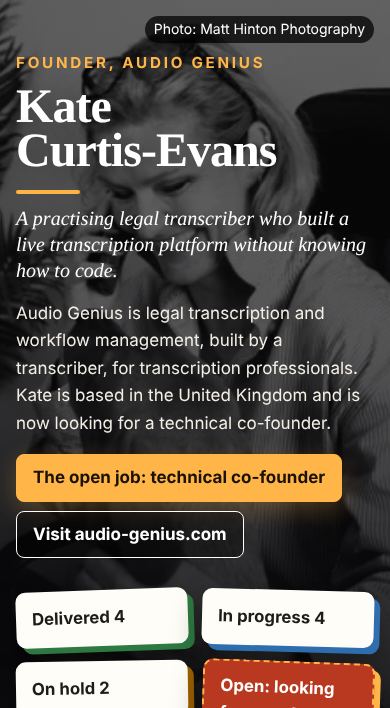 Photo: Matt Hinton Photography
FOUNDER, AUDIO GENIUS
Kate
Curtis-Evans
A practising legal transcriber who built a
live transcription platform without knowing
how to code.
Audio Genius is legal transcription and
workflow management, built by a
transcriber, for transcription professionals.
Kate is based in the United Kingdom and is
now looking for a technical co-founder.
The open job: technical co-founder
Visit audio-genius.com
Delivered 4
In progress 4
On hold 2
Open: looking